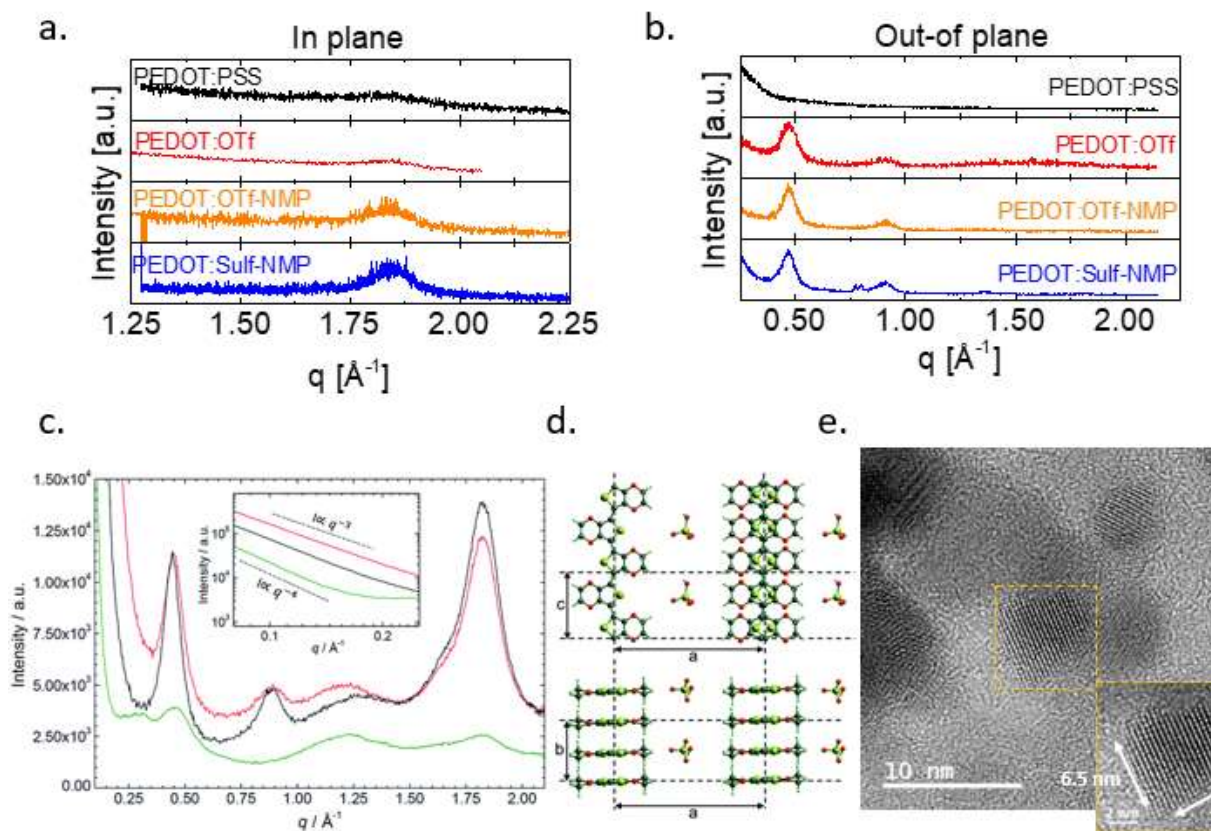 a.
In plane
PEDOT:PSS
PEDOT:OTf
PEDOT:OTf-NMP
PEDOT:Sulf-NMP
Intensity [a.u.]
1.25 1.50 1.75 2.00 2.25
q [Å⁻¹]
b.
Out-of plane
PEDOT:PSS
PEDOT:OTf
PEDOT:OTf-NMP
PEDOT:Sulf-NMP
Intensity [a.u.]
0.50 1.00 1.50 2.00
q [Å⁻¹]
c.
1.50x10⁴
1.25x10⁴
1.00x10⁴
7.50x10³
5.00x10³
2.50x10³
0.00
Intensity / a.u.
0.25 0.50 0.75 1.00 1.25 1.50 1.75 2.00
q / Å⁻¹
Intensity / a.u.
10⁵
10⁴
10³
0.1 0.2
q / Å⁻¹
d.
c
a
b
a
e.
10 nm
6.5 nm